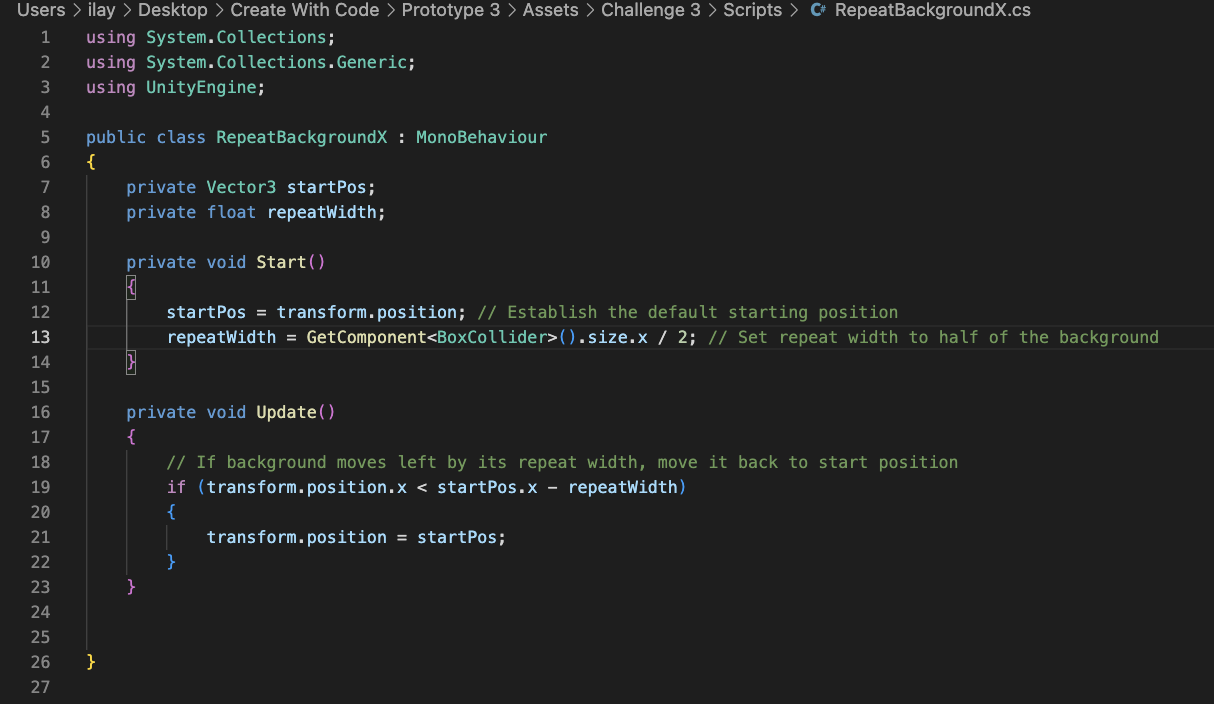 Users > ilay > Desktop > Create With Code > Prototype 3 > Assets > Challenge 3 > Scripts > C# RepeatBackgroundX.cs
1 using System.Collections;
2 using System.Collections.Generic;
3 using UnityEngine;
4
5 public class RepeatBackgroundX : MonoBehaviour
6 {
7     private Vector3 startPos;
8     private float repeatWidth;
9
10     private void Start()
11     {
12         startPos = transform.position; // Establish the default starting position
13         repeatWidth = GetComponent<BoxCollider>().size.x / 2; // Set repeat width to half of the background
14     }
15
16     private void Update()
17     {
18         // If background moves left by its repeat width, move it back to start position
19         if (transform.position.x < startPos.x - repeatWidth)
20         {
21             transform.position = startPos;
22         }
23     }
24
25
26 }
27